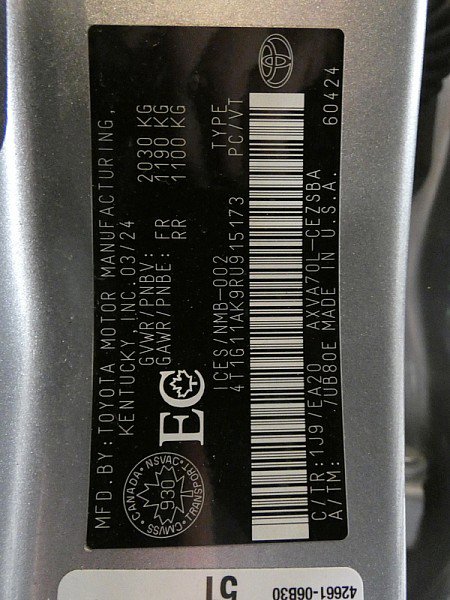 MFD.BY:TOYOTA MOTOR MANUFACTURING,
KENTUCKY,INC.03/24
GVWR/PNBV: 2030 KG
GAWR/PNBE: FR 1190 KG
RR 1100 KG
EC
ICES/NMB-002 TYPE
4T1G11AK9RU915173 PC/VT
C/TR:1J9/EA20 AXVA70L-CEZSBA
A/TM: /UB80E MADE IN U.S.A. 60424
CANADA NSVAC
930
TRANSPORT
NSVAC/CMVSS
51
42661-06B30